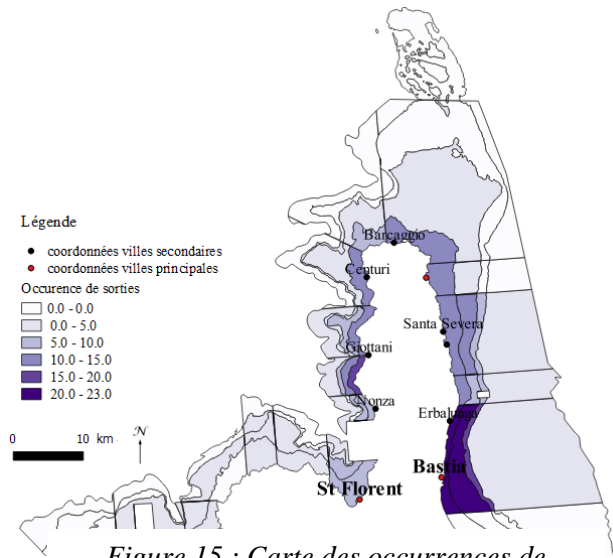 Légende
coordonnées villes secondaires
coordonnées villes principales
Occurence de sorties
0.0 - 0.0
0.0 - 5.0
5.0 - 10.0
10.0 - 15.0
15.0 - 20.0
20.0 - 23.0
N
0 10 km
Barcaggio
Centuri
Santa Severa
Giottani
Nonza
Erbalunga
Bastia
St Florent
Figure 15 : Carte des occurrences de